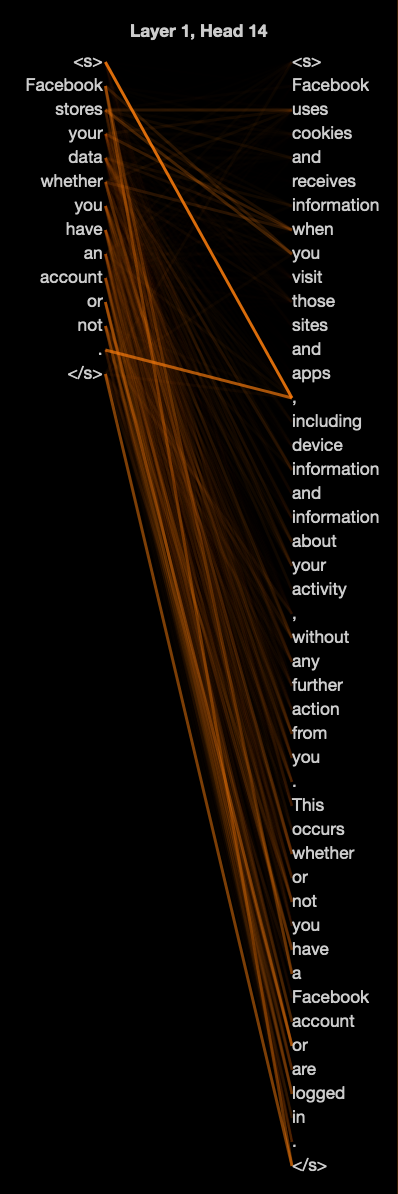 Layer 1, Head 14
<s> <s>
Facebook Facebook
stores uses
your cookies
data and
whether receives
you information
have when
an you
account visit
or those
not sites
. and
</s> apps
,
including
device
information
and
information
about
your
activity
,
without
any
further
action
from
you
.
This
occurs
whether
or
not
you
have
a
Facebook
account
or
are
logged
in
.
</s>